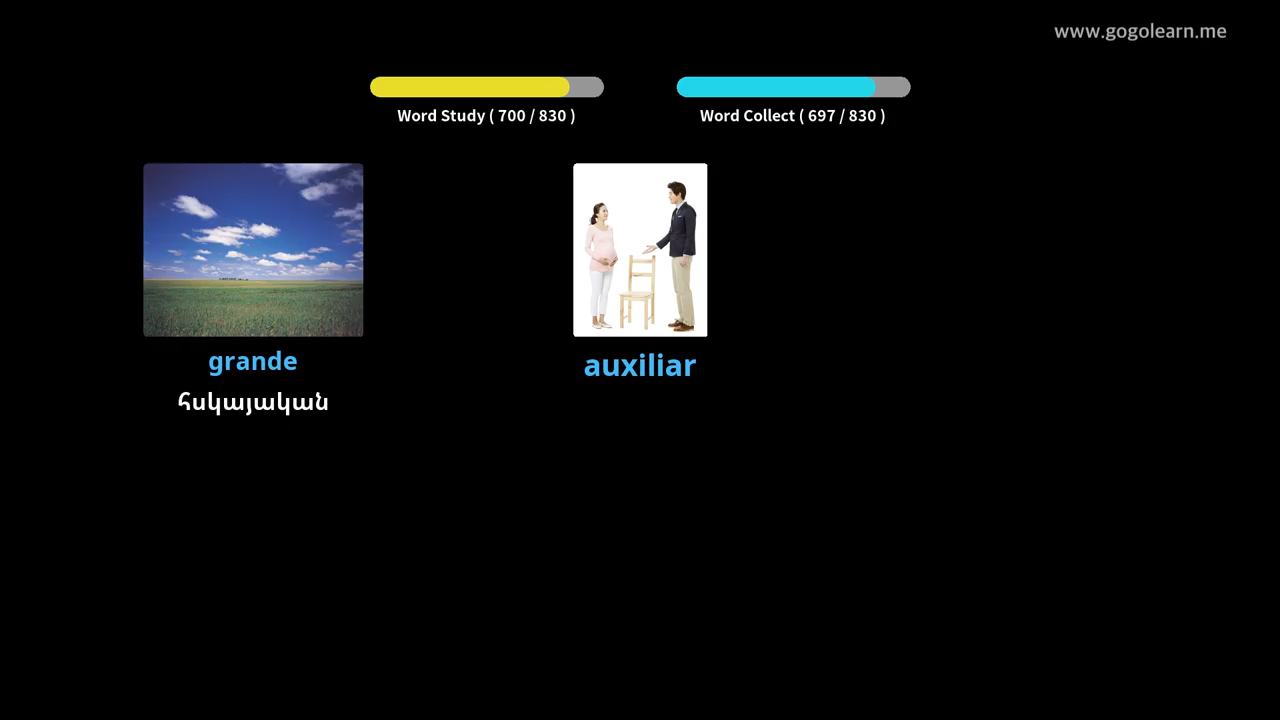 www.gogolearn.me
Word Study ( 700 / 830 )
Word Collect ( 697 / 830 )
grande
հսկայական
auxiliar